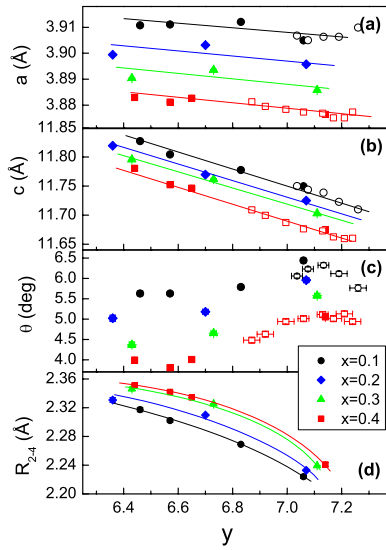 3.91
3.90
3.89
3.88
a (Å)
(a)
11.85
11.80
11.75
11.70
11.65
c (Å)
(b)
6.5
6.0
5.5
5.0
4.5
4.0
θ (deg)
(c)
x=0.1
x=0.2
x=0.3
x=0.4
2.36
2.32
2.28
2.24
2.20
R2-4 (Å)
(d)
6.4 6.6 6.8 7.0 7.2
y